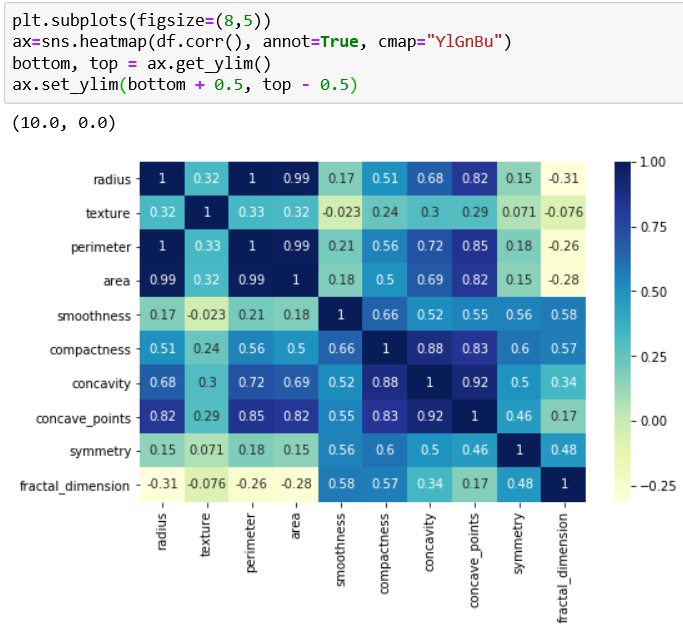 plt.subplots(figsize=(8,5))
ax=sns.heatmap(df.corr(), annot=True, cmap="YlGnBu")
bottom, top = ax.get_ylim()
ax.set_ylim(bottom + 0.5, top - 0.5)
(10.0, 0.0)
radius 1 0.32 1 0.99 0.17 0.51 0.68 0.82 0.15 -0.31
texture 0.32 1 0.33 0.32 -0.023 0.24 0.3 0.29 0.071 -0.076
perimeter 1 0.33 1 0.99 0.21 0.56 0.72 0.85 0.18 -0.26
area 0.99 0.32 0.99 1 0.18 0.5 0.69 0.82 0.15 -0.28
smoothness 0.17 -0.023 0.21 0.18 1 0.66 0.52 0.55 0.56 0.58
compactness 0.51 0.24 0.56 0.5 0.66 1 0.88 0.83 0.6 0.57
concavity 0.68 0.3 0.72 0.69 0.52 0.88 1 0.92 0.5 0.34
concave_points 0.82 0.29 0.85 0.82 0.55 0.83 0.92 1 0.46 0.17
symmetry 0.15 0.071 0.18 0.15 0.56 0.6 0.5 0.46 1 0.48
fractal_dimension -0.31 -0.076 -0.26 -0.28 0.58 0.57 0.34 0.17 0.48 1
radius
texture
perimeter
area
smoothness
compactness
concavity
concave_points
symmetry
fractal_dimension
1.00
0.75
0.50
0.25
0.00
−0.25